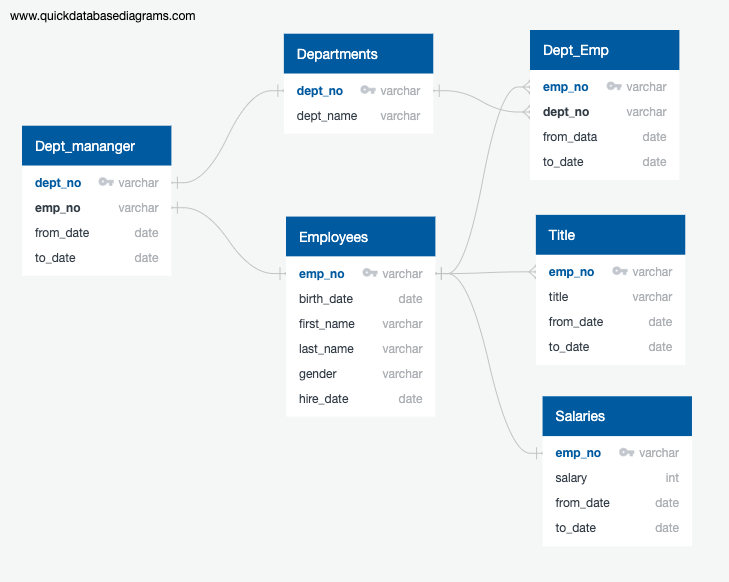 www.quickdatabasediagrams.com
Departments
dept_no varchar
dept_name varchar
Dept_Emp
emp_no varchar
dept_no varchar
from_data date
to_date date
Dept_mananger
dept_no varchar
emp_no varchar
from_date date
to_date date
Employees
emp_no varchar
birth_date date
first_name varchar
last_name varchar
gender varchar
hire_date date
Title
emp_no varchar
title varchar
from_date date
to_date date
Salaries
emp_no varchar
salary int
from_date date
to_date date